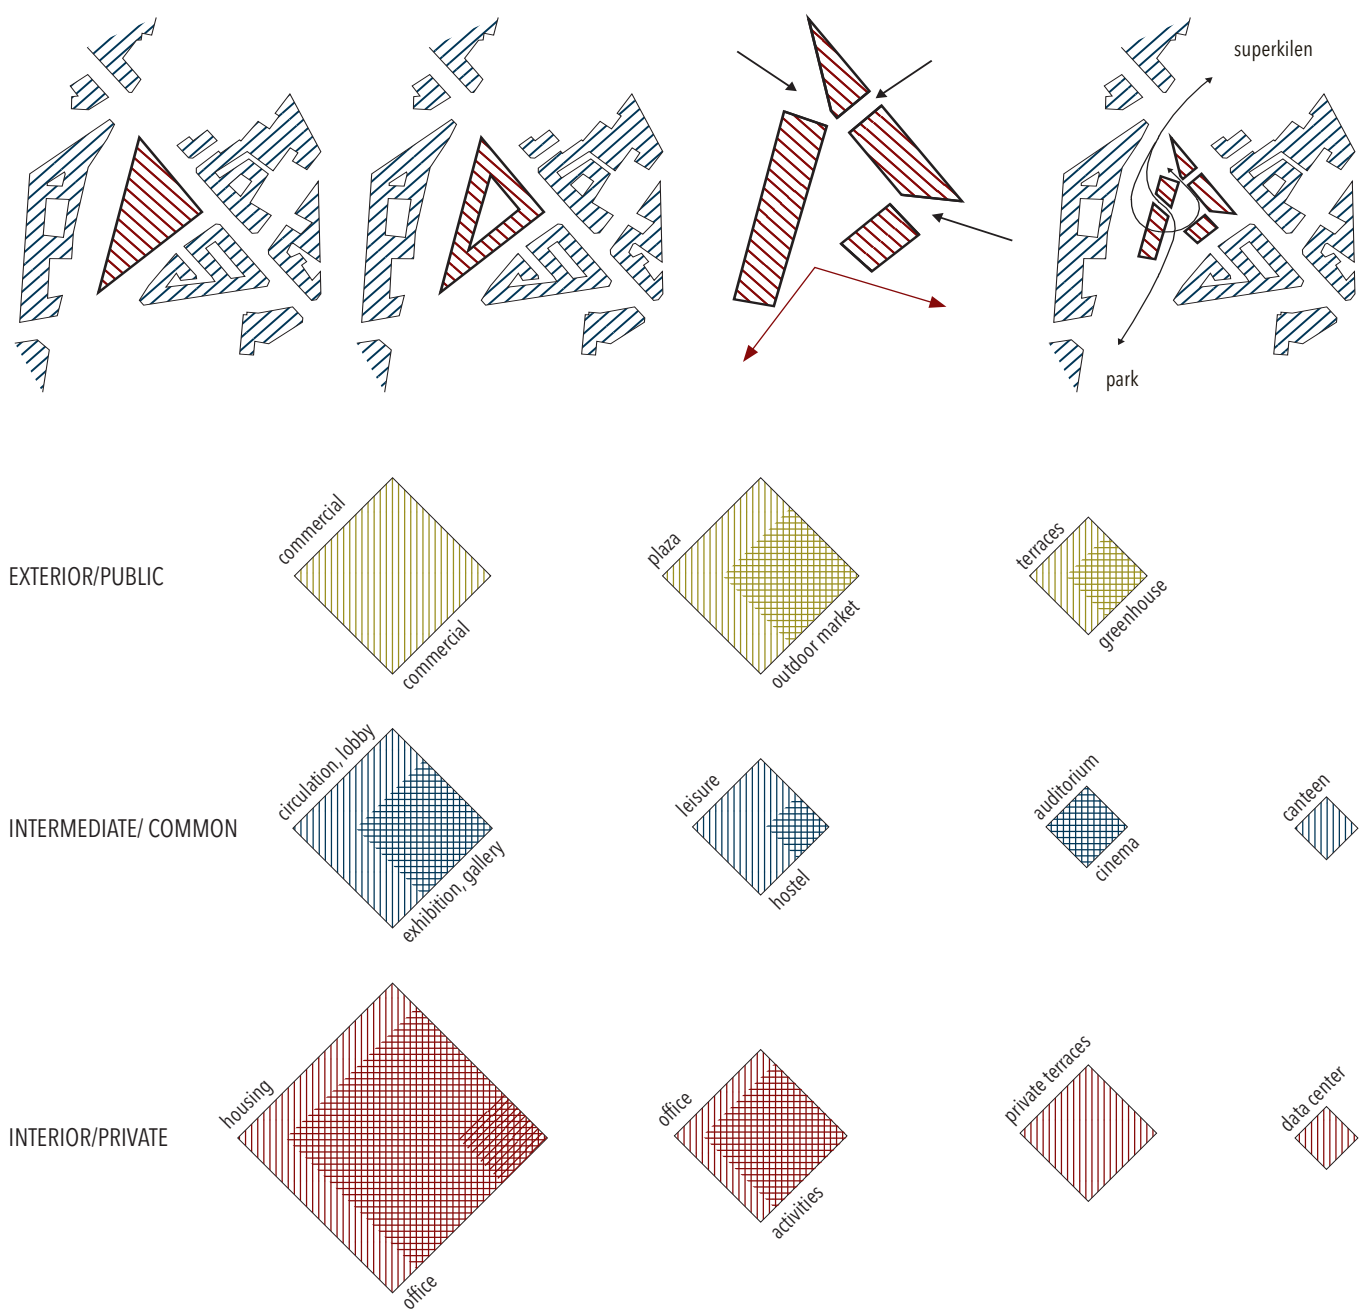 superkilen
park
EXTERIOR/PUBLIC
commercial
commercial
plaza
outdoor market
terraces
greenhouse
INTERMEDIATE/ COMMON
circulation, lobby
exhibition, gallery
leisure
hostel
auditorium
cinema
canteen
INTERIOR/PRIVATE
housing
office
office
activities
private terraces
data center